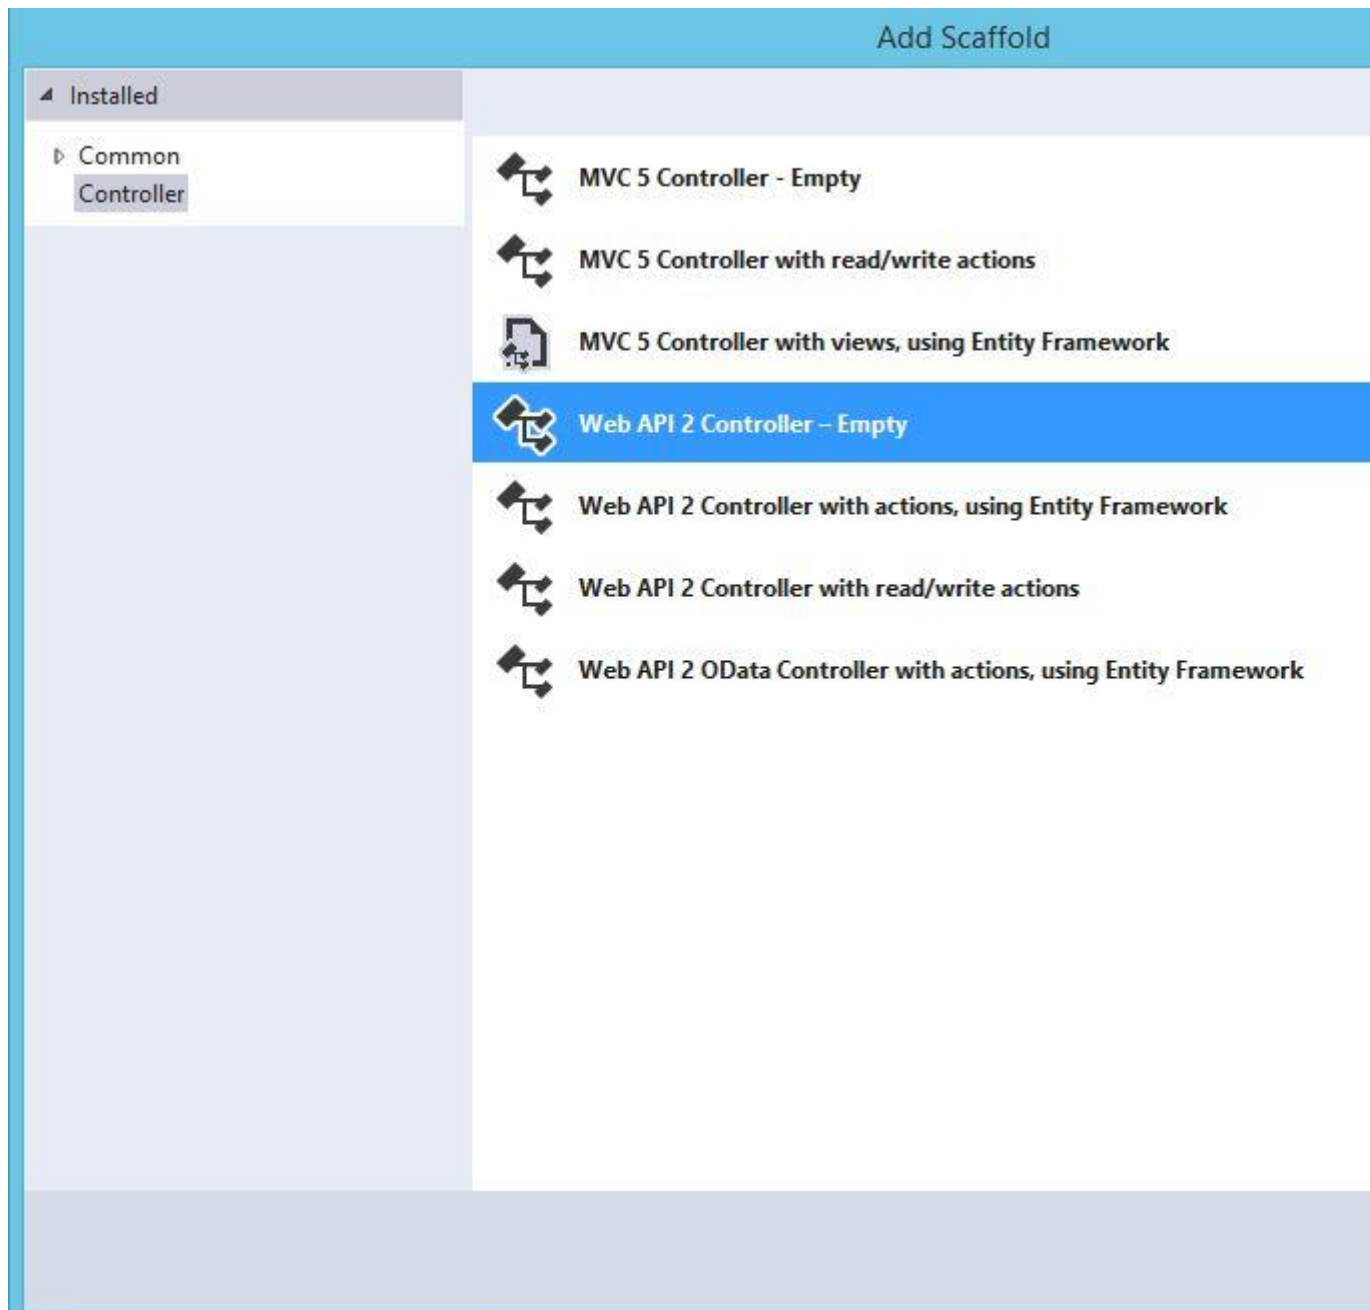 Add Scaffold
Installed
Common
Controller
MVC 5 Controller - Empty
MVC 5 Controller with read/write actions
MVC 5 Controller with views, using Entity Framework
Web API 2 Controller – Empty
Web API 2 Controller with actions, using Entity Framework
Web API 2 Controller with read/write actions
Web API 2 OData Controller with actions, using Entity Framework